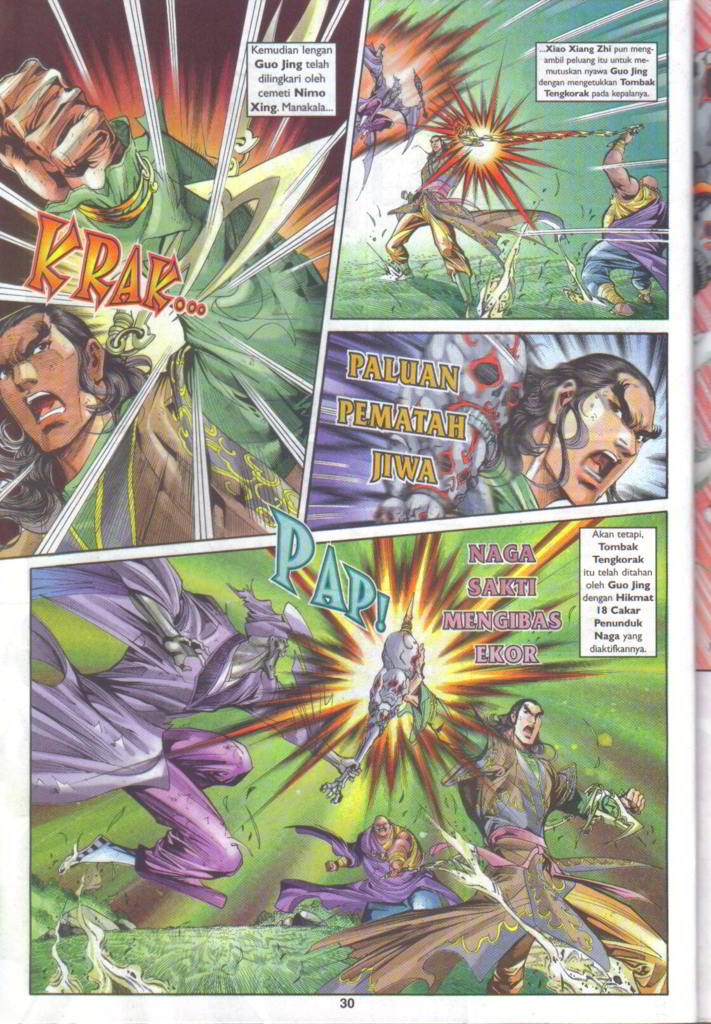 Kemudian lengan
Guo Jing telah
dilingkari oleh
cemeti Nimo
Xing. Manakala...
KRAK...
...Xiao Xiang Zhi pun meng-
ambil peluang itu untuk me-
mutuskan nyawa Guo Jing
dengan mengetukkan Tombak
Tengkorak pada kepalanya.
PALUAN
PEMATAH
JIWA
PAP!
NAGA
SAKTI
MENGIBAS
EKOR
Akan tetapi,
Tombak
Tengkorak
itu telah ditahan
oleh Guo Jing
dengan Hikmat
18 Cakar
Penunduk
Naga yang
diaktifkannya.
30